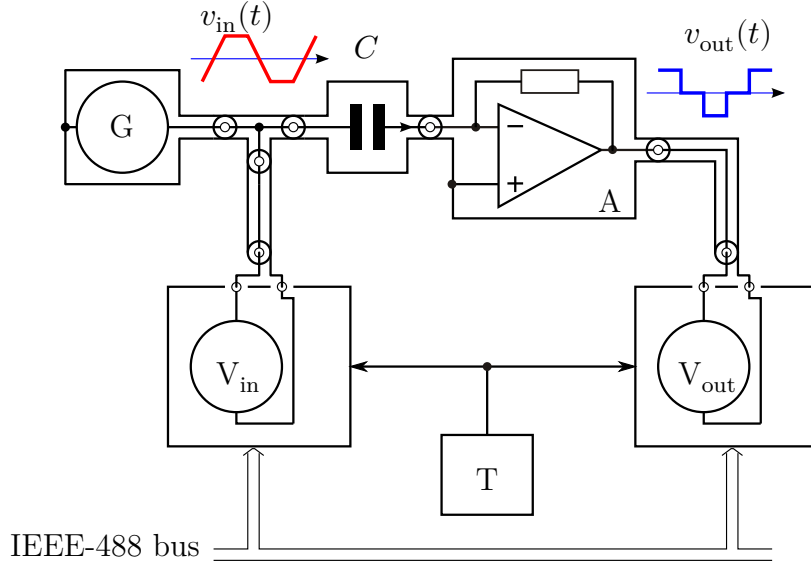 v_in(t)
C
v_out(t)
G
−
+
A
V_in
V_out
T
IEEE-488 bus